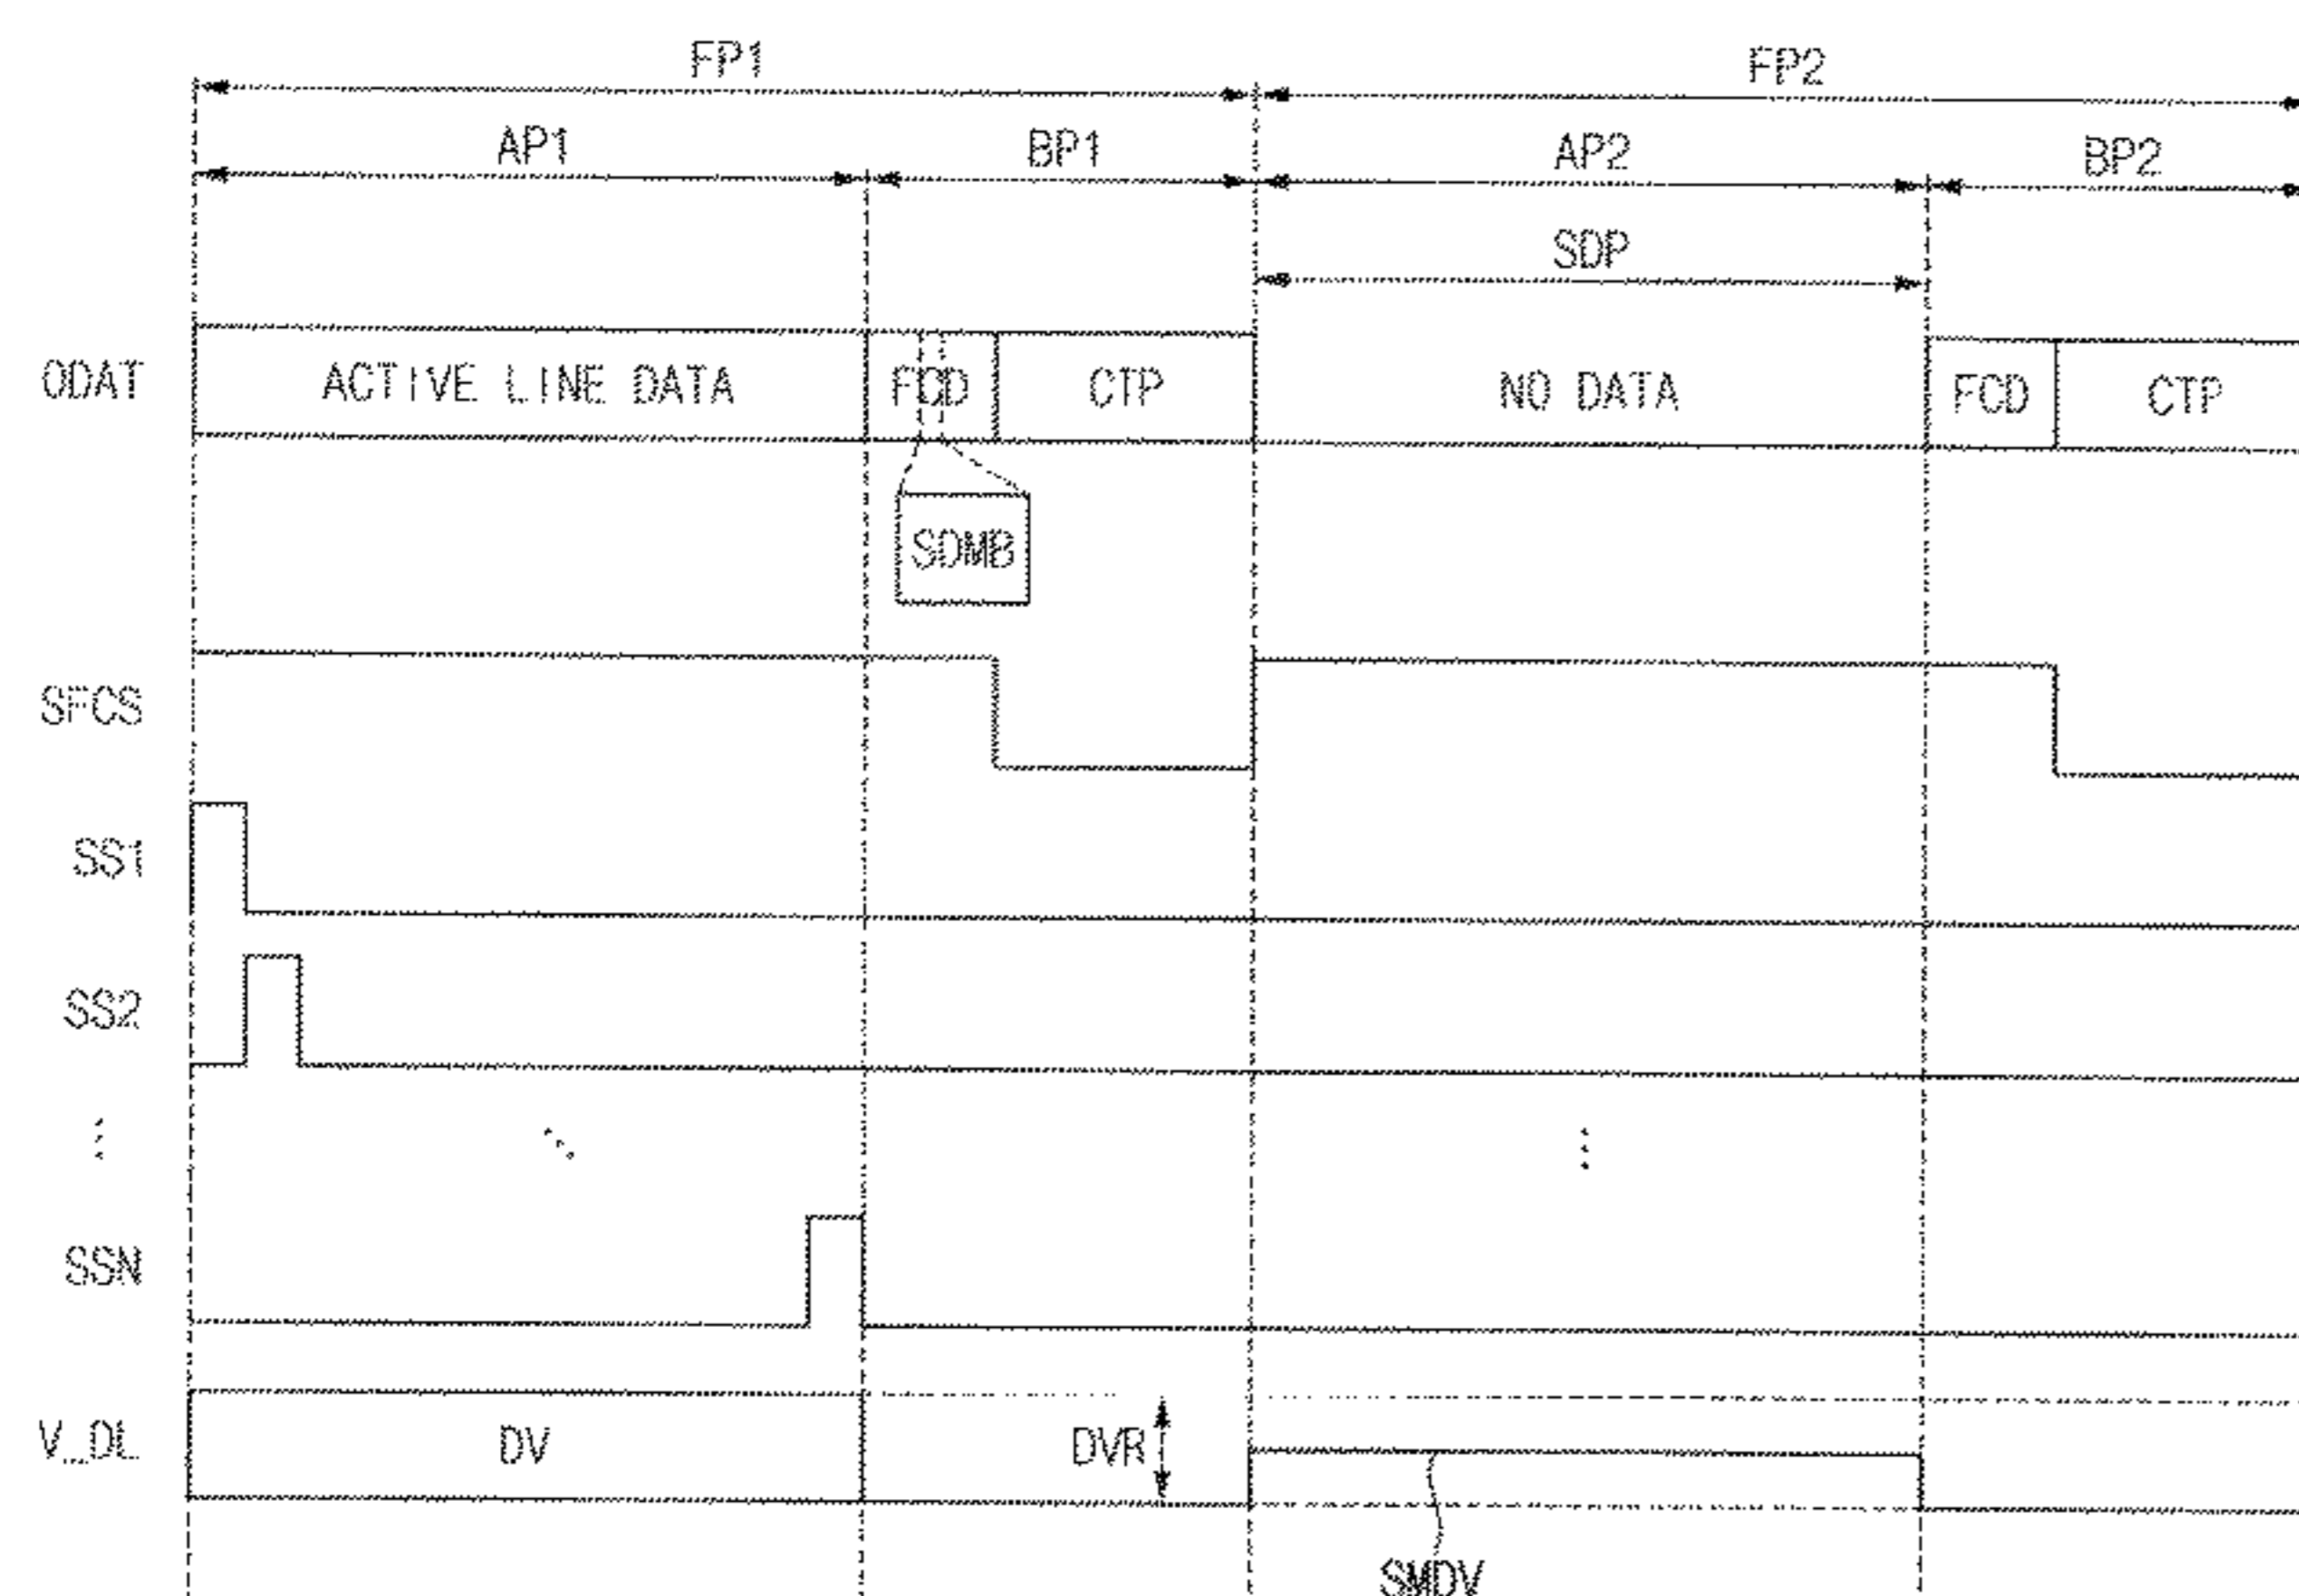 FP1 FP2
AP1 BP1 AP2 BP2
SDP
ODAT ACTIVE LINE DATA FCD CTP NO DATA FCD CTP
SDMB
SFCS
SS1
SS2
SSN
V_DL DV DVR
SMDV